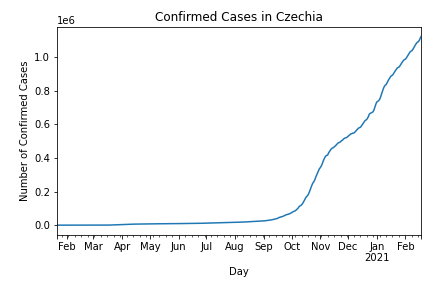 Confirmed Cases in Czechia
1e6
Number of Confirmed Cases
1.0
0.8
0.6
0.4
0.2
0.0
Feb Mar Apr May Jun Jul Aug Sep Oct Nov Dec Jan Feb
2021
Day